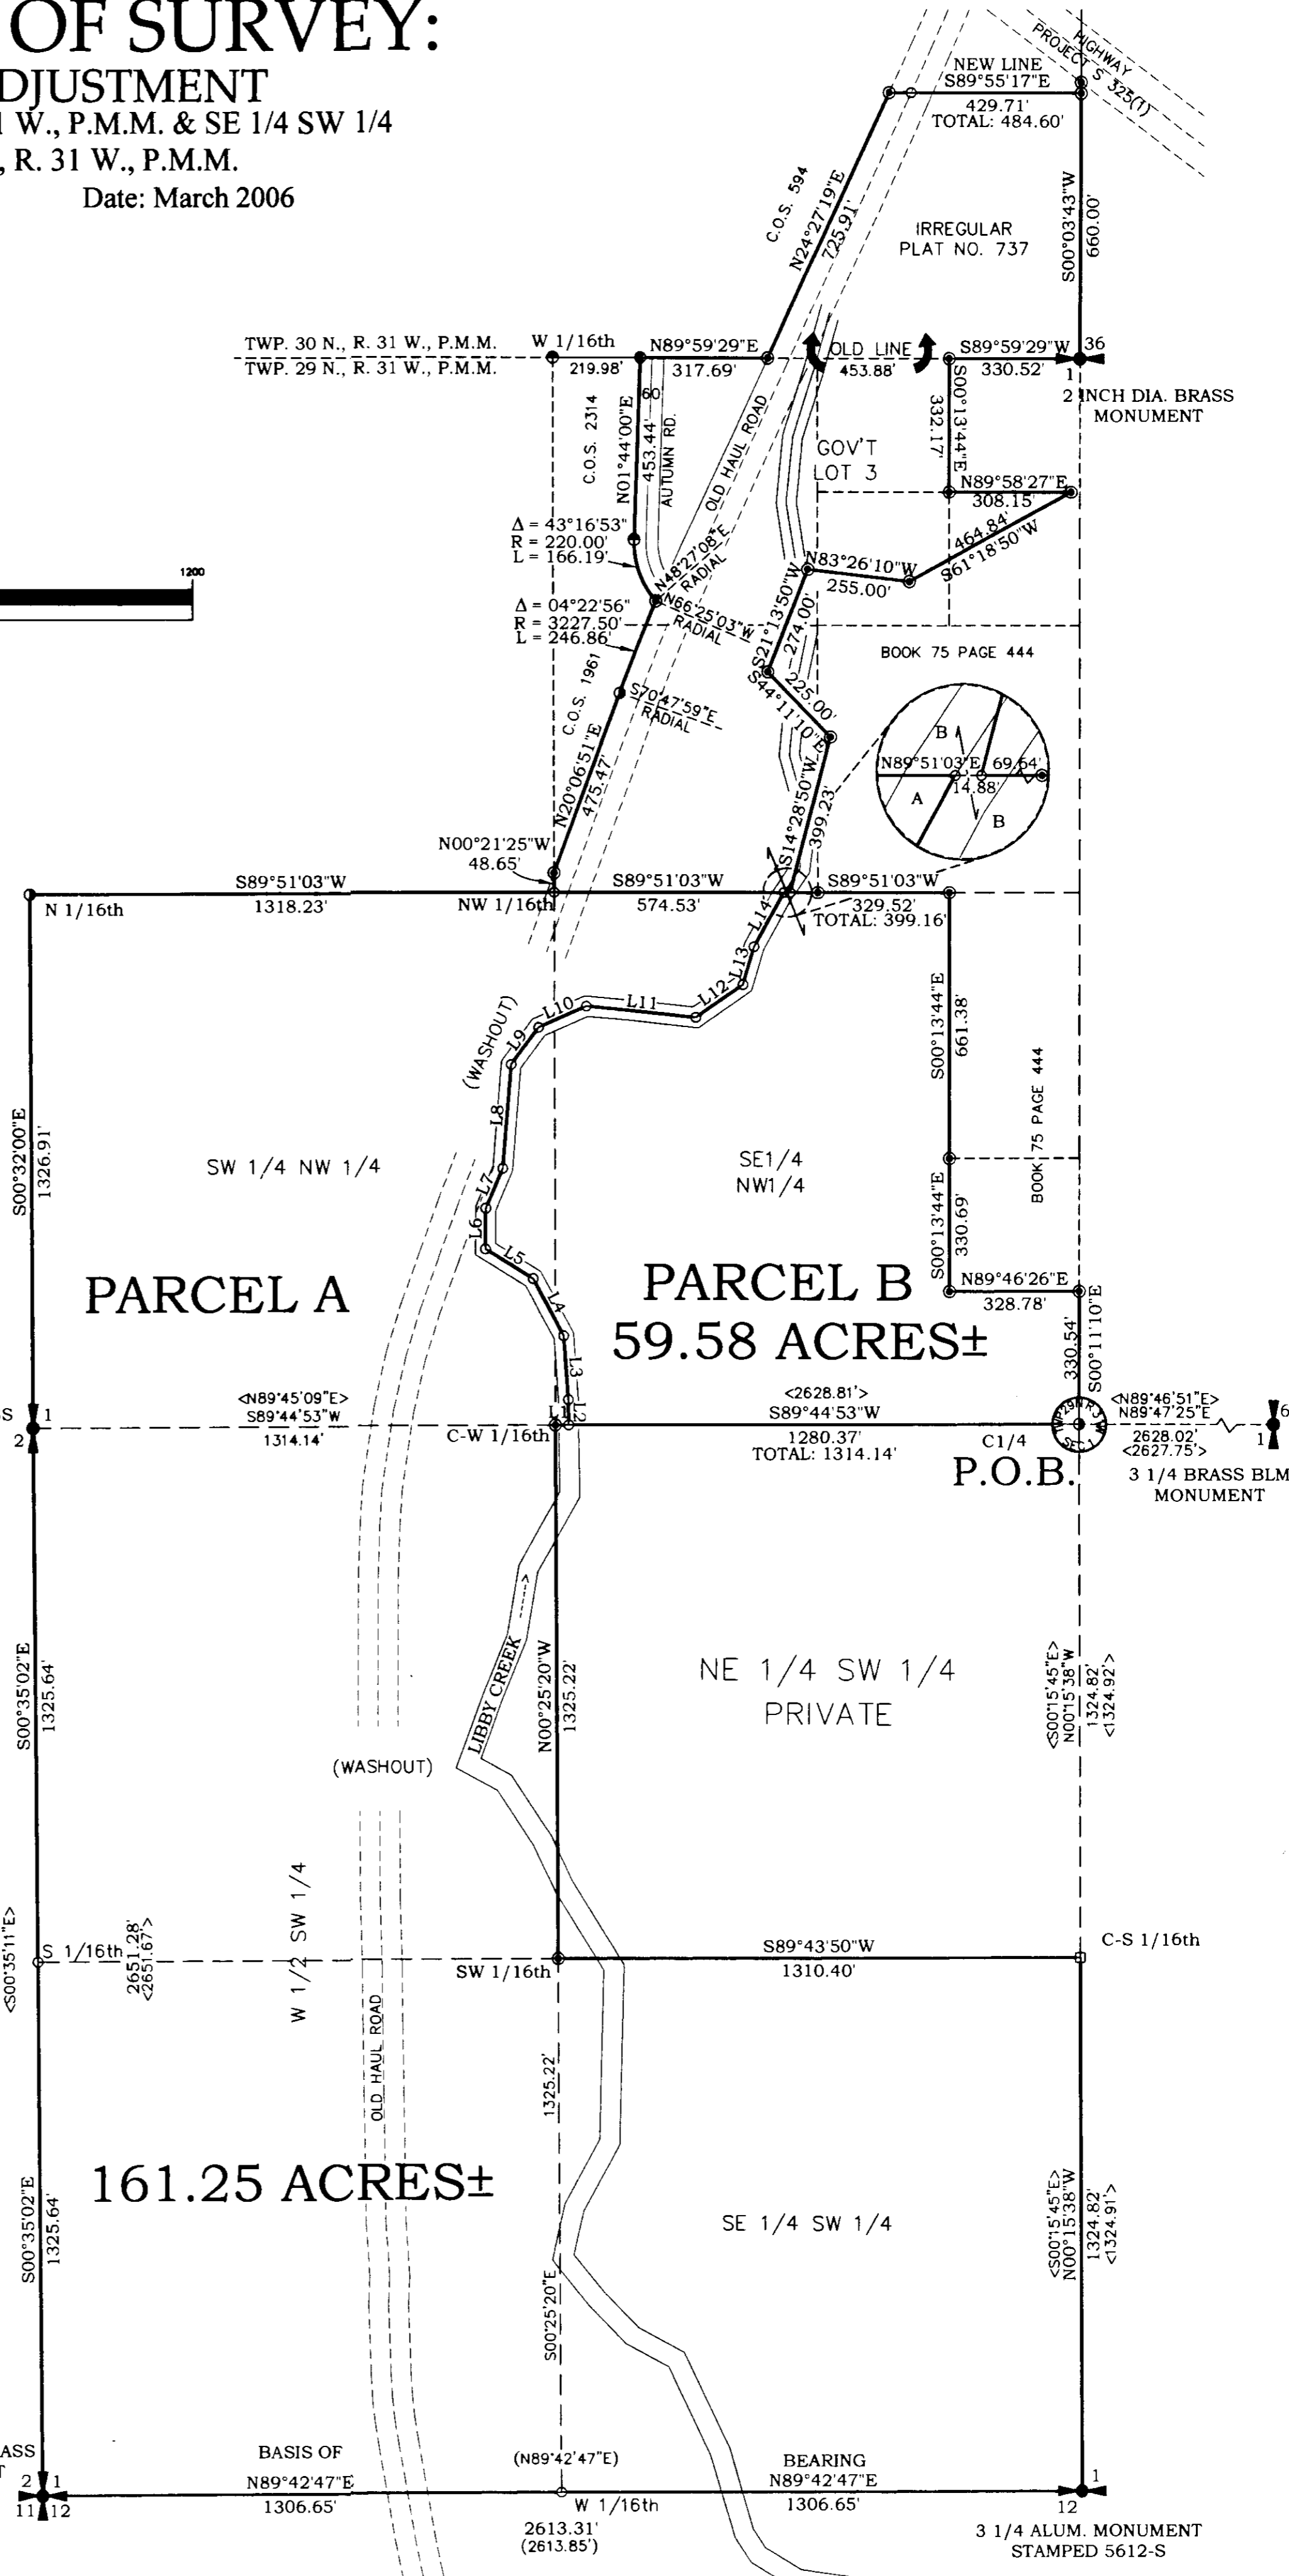 OF SURVEY:
DJUSTMENT
W., P.M.M. & SE 1/4 SW 1/4
, R. 31 W., P.M.M.
Date: March 2006
HIGHWAY
PROJECT S 325(1)
NEW LINE
S89°55'17"E
429.71'
TOTAL: 484.60'
C.O.S. 594
N24°27'19"E
725.91'
IRREGULAR
PLAT NO. 737
S00°03'43"W
660.00'
TWP. 30 N., R. 31 W., P.M.M.
TWP. 29 N., R. 31 W., P.M.M.
W 1/16th
219.98'
N89°59'29"E
317.69'
OLD LINE
453.88'
S89°59'29"W
330.52'
36
1
2 INCH DIA. BRASS
MONUMENT
60
C.O.S. 2314
N01°44'00"E
453.44'
AUTUMN RD.
OLD HAUL ROAD
GOV'T
LOT 3
S00°13'44"E
332.17'
N89°58'27"E
308.15'
464.84'
S61°18'50"W
Δ = 43°16'53"
R = 220.00'
L = 166.19'
N48°27'08"E
RADIAL
N83°26'10"W
255.00'
1200
Δ = 04°22'56"
R = 3227.50'
L = 246.86'
N66°25'03"W
RADIAL
S21°13'50"W
274.00'
BOOK 75 PAGE 444
C.O.S. 1961
S70°47'59"E
RADIAL
225.00'
S44°11'10"E
B
N89°51'03"E
69.64'
14.88'
A
B
N20°06'51"E
475.47'
S14°28'50"W
399.23'
N00°21'25"W
48.65'
S89°51'03"W
1318.23'
N 1/16th
NW 1/16th
S89°51'03"W
574.53'
S89°51'03"W
329.52'
TOTAL: 399.16'
L14
L13
L12
L11
L10
L9
(WASHOUT)
L8
L7
L6
L5
L4
L3
L2
L1
S00°13'44"E
661.38'
BOOK 75 PAGE 444
S00°32'00"E
1326.91'
SW 1/4 NW 1/4
SE1/4
NW1/4
S00°13'44"E
330.69'
N89°46'26"E
328.78'
PARCEL A
PARCEL B
59.58 ACRES±
330.54'
S00°11'10"E
S
1
2
<N89°45'09"E>
S89°44'53"W
1314.14'
C-W 1/16th
<2628.81'>
S89°44'53"W
1280.37'
TOTAL: 1314.14'
TWP29N R31W
SEC 1
C1/4
P.O.B.
<N89°46'51"E>
N89°47'25"E
2628.02'
<2627.75'>
6
1
3 1/4 BRASS BLM
MONUMENT
S00°35'02"E
1325.64'
LIBBY CREEK
N00°25'20"W
1325.22'
NE 1/4 SW 1/4
PRIVATE
<S00°15'45"E>
N00°15'38"W
1324.82'
<1324.92'>
(WASHOUT)
W 1/2 SW 1/4
<S00°35'11"E>
S 1/16th
2651.28'
<2651.67'>
SW 1/16th
S89°43'50"W
1310.40'
C-S 1/16th
OLD HAUL ROAD
1325.22'
161.25 ACRES±
S00°35'02"E
1325.64'
SE 1/4 SW 1/4
<S00°15'45"E>
N00°15'38"W
1324.82'
<1324.91'>
S00°25'20"E
ASS
T
2 1
11 12
BASIS OF
N89°42'47"E
1306.65'
(N89°42'47"E)
W 1/16th
2613.31'
(2613.85')
BEARING
N89°42'47"E
1306.65'
1
12
3 1/4 ALUM. MONUMENT
STAMPED 5612-S